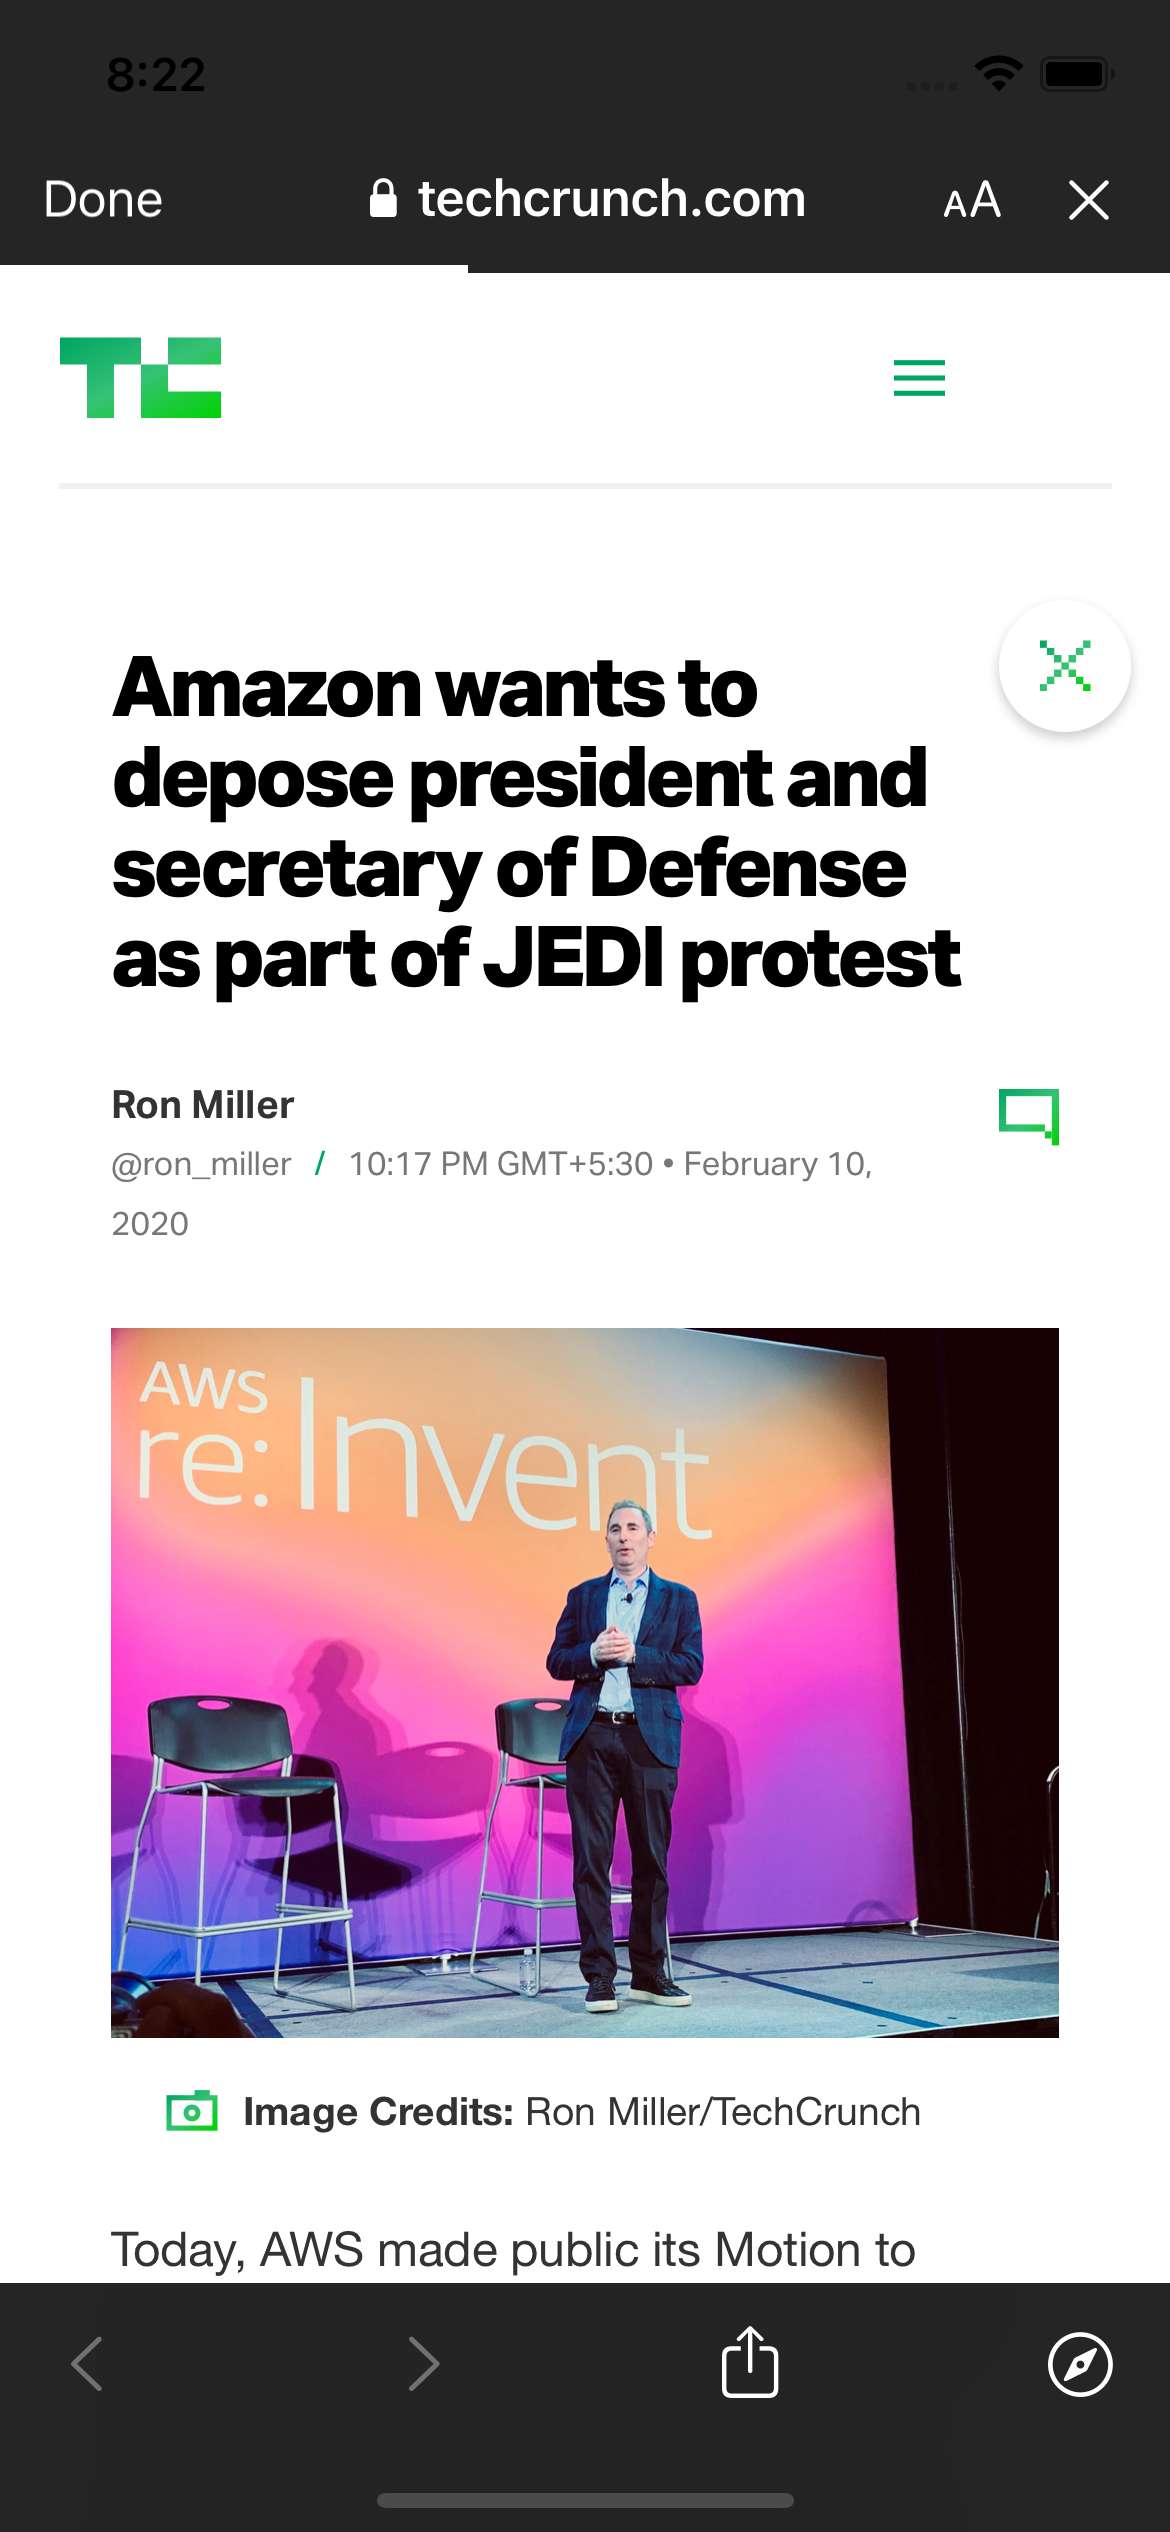 8:22
Done
techcrunch.com
AA
TC
Amazon wants to
depose president and
secretary of Defense
as part of JEDI protest
Ron Miller
@ron_miller / 10:17 PM GMT+5:30 • February 10,
2020
AWS
re:Invent
Image Credits: Ron Miller/TechCrunch
Today, AWS made public its Motion to